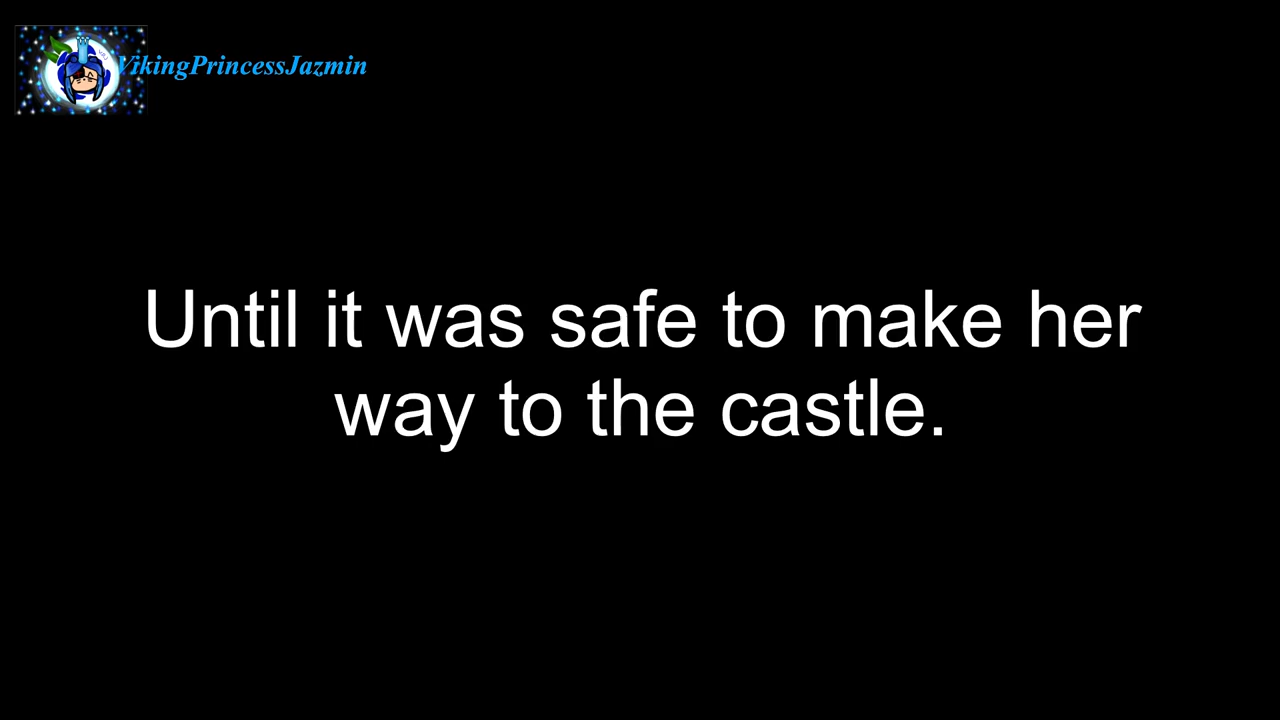 VikingPrincessJazmin
Until it was safe to make her
way to the castle.